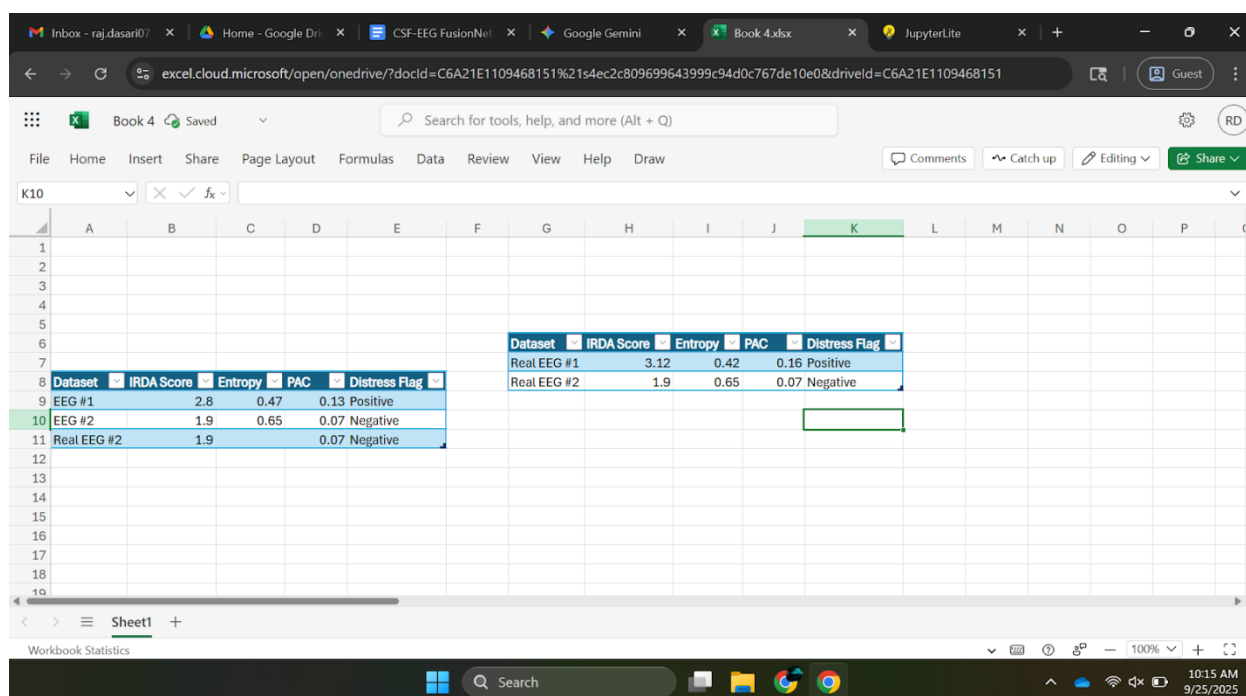 Inbox - raj.dasari07 Home - Google Dri CSF-EEG FusionNet Google Gemini Book 4.xlsx JupyterLite
excel.cloud.microsoft/open/onedrive/?docId=C6A21E1109468151%21s4ec2c809699643999c94d0c767de10e0&driveId=C6A21E1109468151 Guest
Book 4 Saved Search for tools, help, and more (Alt + Q) RD
File Home Insert Share Page Layout Formulas Data Review View Help Draw Comments Catch up Editing Share
K10 fx
A B C D E F G H I J K L M N O P
1
2
3
4
5
6 Dataset IRDA Score Entropy PAC Distress Flag
7 Real EEG #1 3.12 0.42 0.16 Positive
8 Dataset IRDA Score Entropy PAC Distress Flag Real EEG #2 1.9 0.65 0.07 Negative
9 EEG #1 2.8 0.47 0.13 Positive
10 EEG #2 1.9 0.65 0.07 Negative
11 Real EEG #2 1.9 0.07 Negative
12
13
14
15
16
17
18
19
Sheet1
Workbook Statistics 100%
Search 10:15 AM
9/25/2025